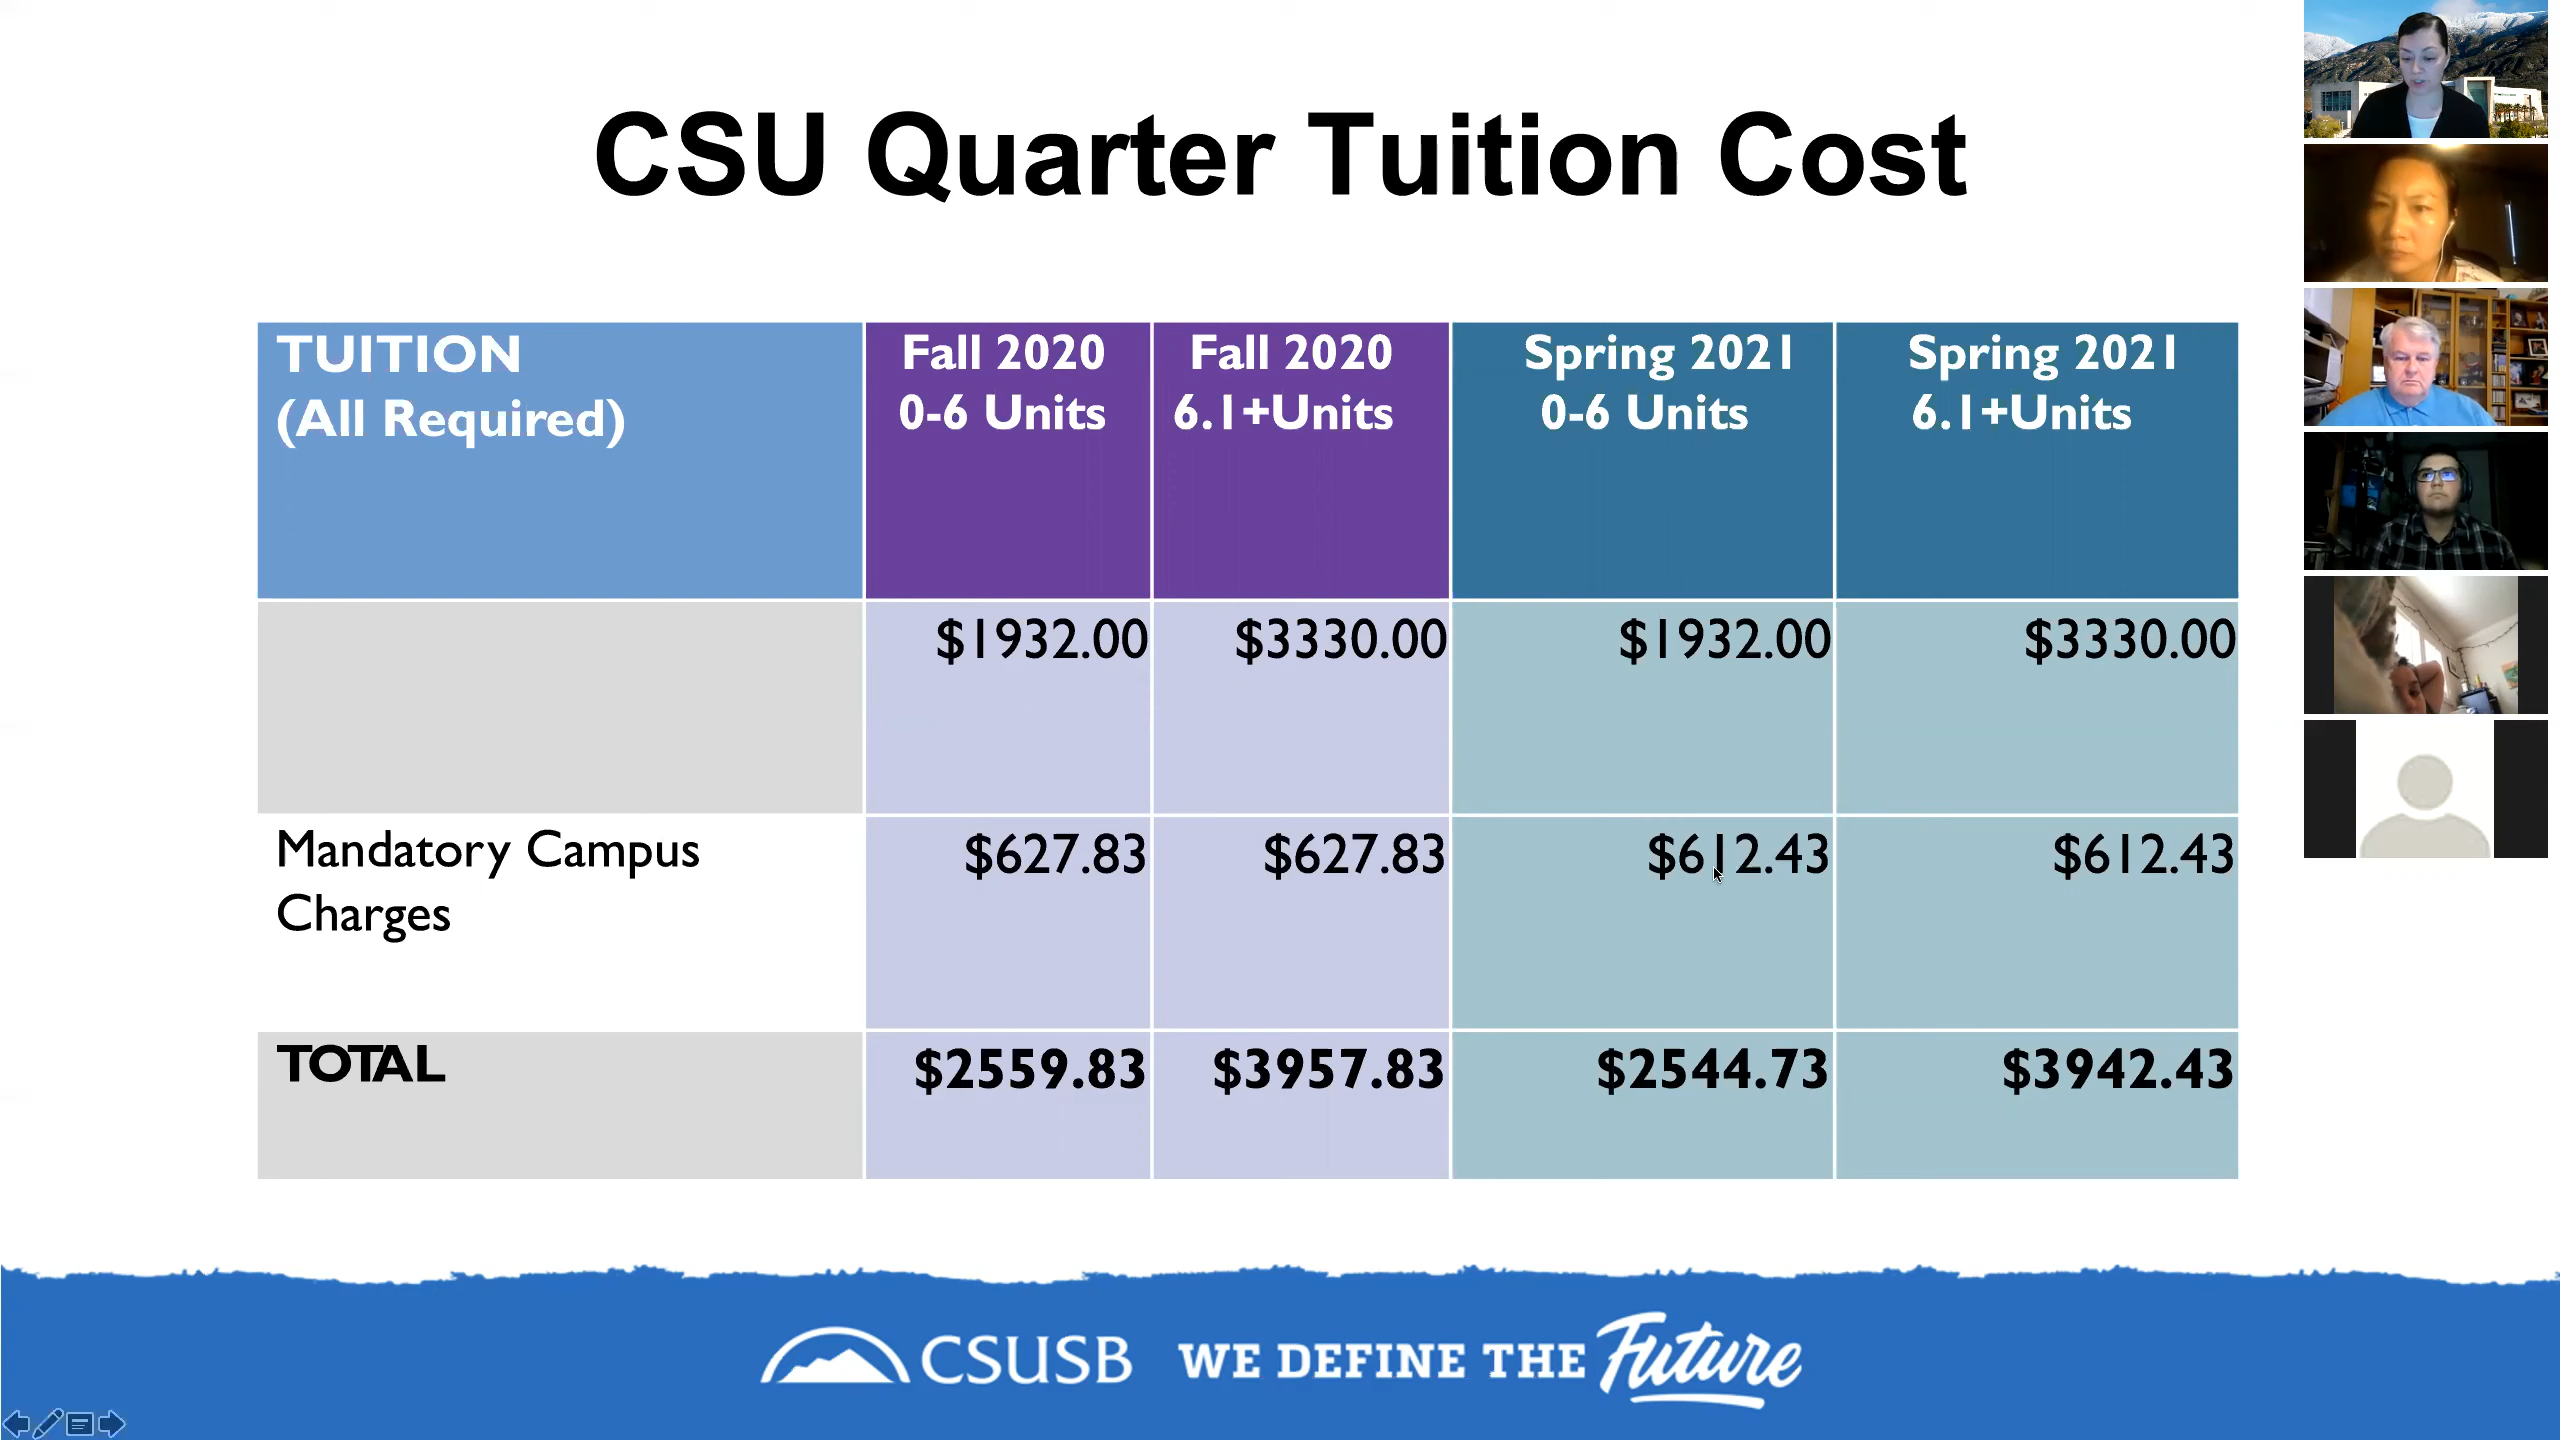 CSU Quarter Tuition Cost
TUITION
(All Required)
Fall 2020
0-6 Units
Fall 2020
6.1+Units
Spring 2021
0-6 Units
Spring 2021
6.1+Units
$1932.00
$3330.00
$1932.00
$3330.00
Mandatory Campus
Charges
$627.83
$627.83
$612.43
$612.43
TOTAL
$2559.83
$3957.83
$2544.73
$3942.43
CSUSB
WE DEFINE THE Future